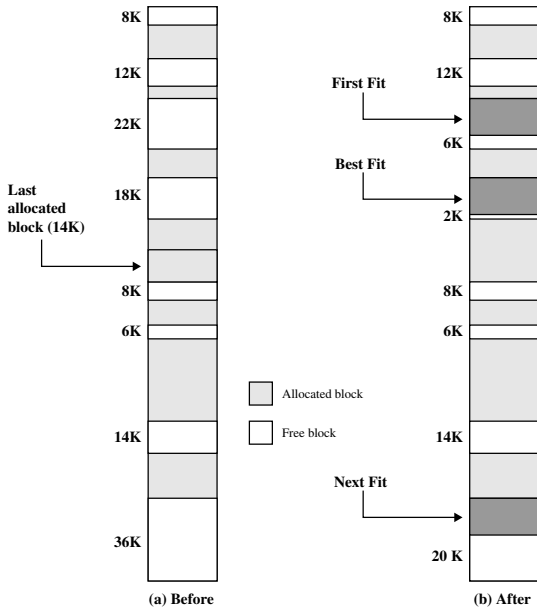 8K
12K
22K
18K
Last
allocated
block (14K)
8K
6K
14K
36K
(a) Before
Allocated block
Free block
8K
12K
First Fit
6K
Best Fit
2K
8K
6K
14K
Next Fit
20 K
(b) After